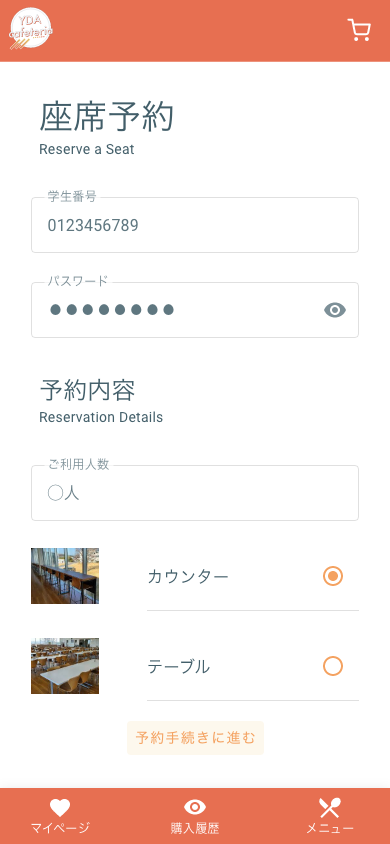 YDA
cafeteria
座席予約
Reserve a Seat
学生番号
0123456789
パスワード
●●●●●●●●
予約内容
Reservation Details
ご利用人数
〇人
カウンター
テーブル
予約手続きに進む
マイページ
購入履歴
メニュー